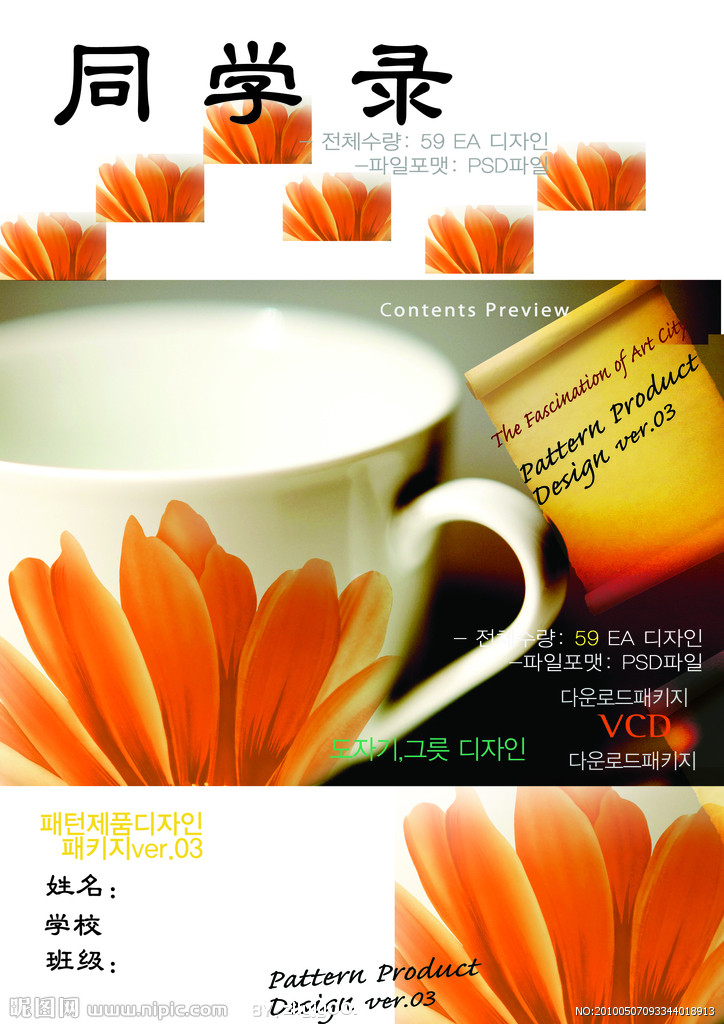 同学录
- 전체수량: 59 EA 디자인
-파일포맷: PSD파일
Contents Preview
The Fascination of Art City
Pattern Product
Design ver.03
- 전체수량: 59 EA 디자인
-파일포맷: PSD파일
다운로드패키지
VCD
다운로드패키지
도자기,그릇 디자인
패턴제품디자인
패키지ver.03
姓名:
学校
班级:
Pattern Product
Design ver.03
昵图网 www.nipic.com
NO:20100507093344018913